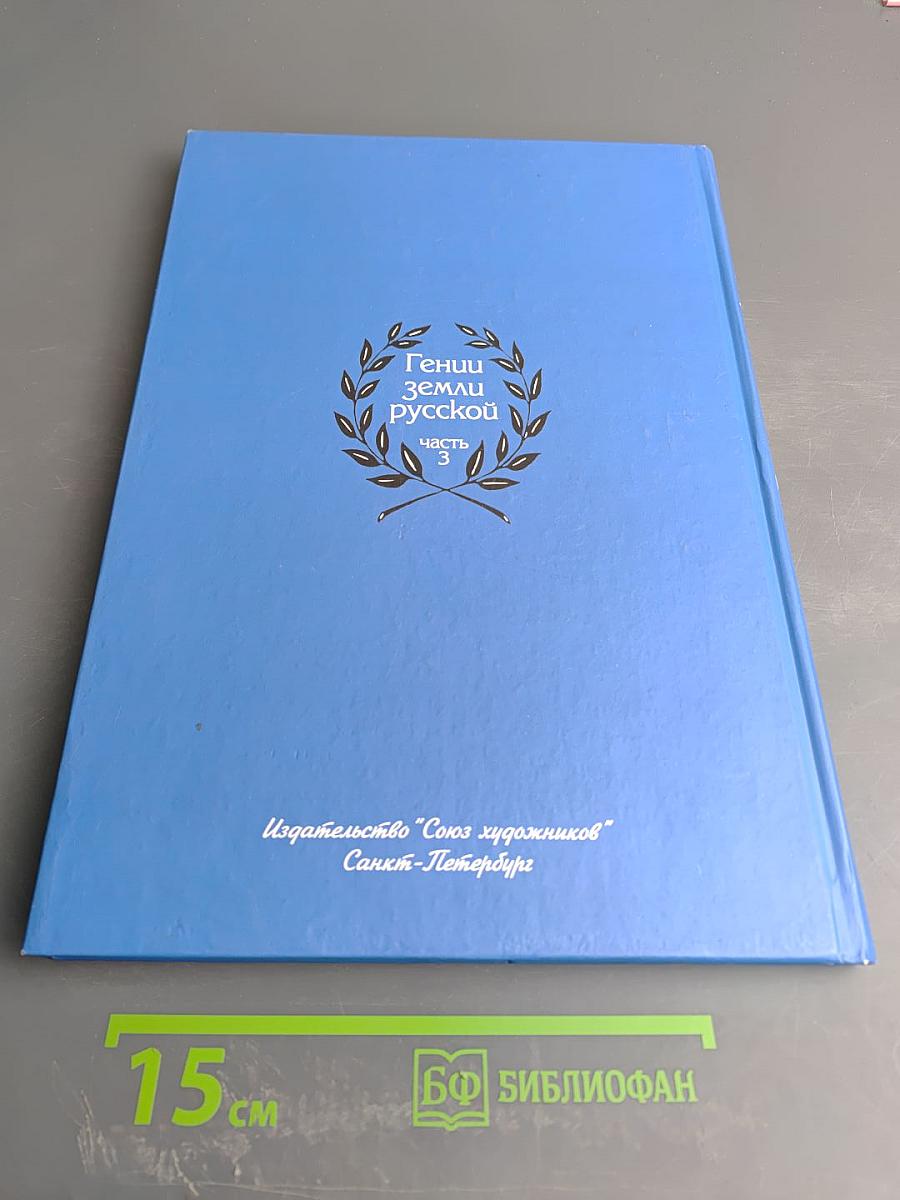 Гении
земли
русской
часть
3
Издательство "Союз художников"
Санкт-Петербург
15 см
БФ БИБЛИОФАН